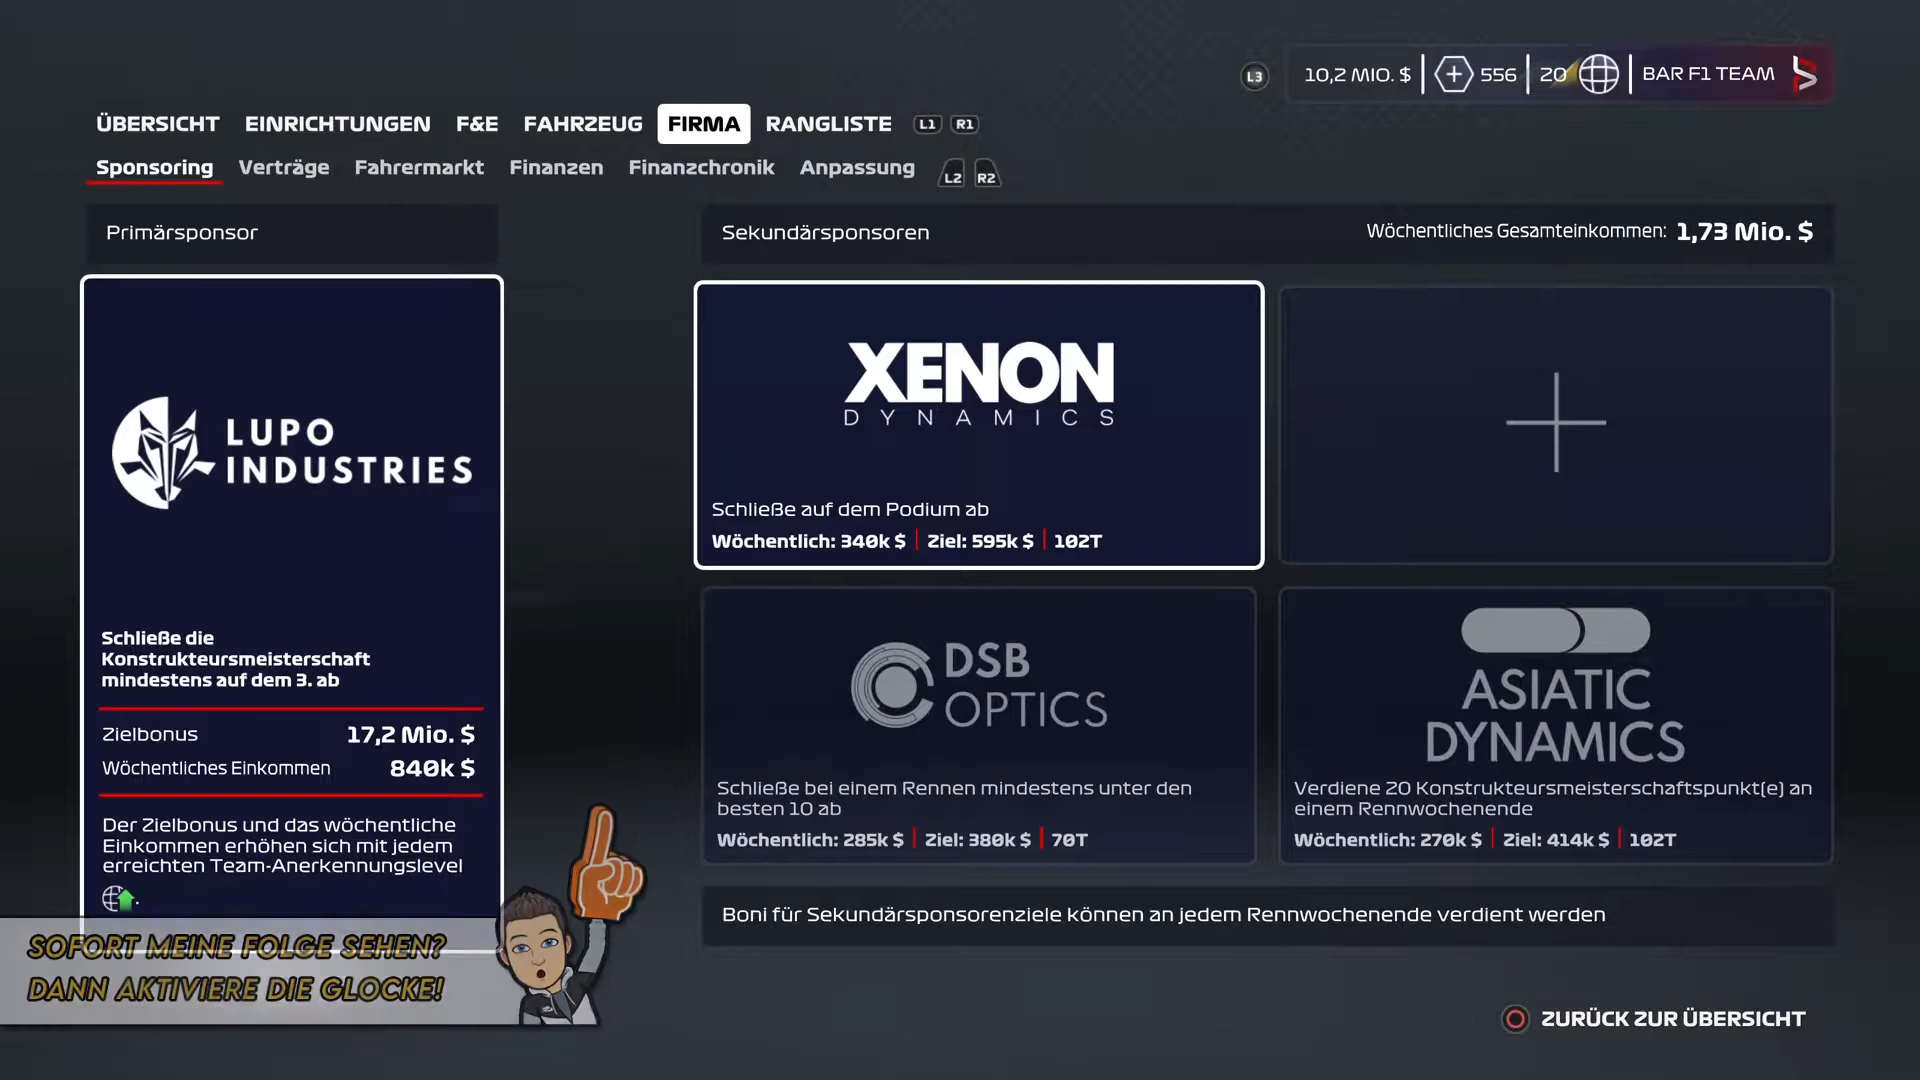 L3
10,2 MIO. $
556
20
BAR F1 TEAM
ÜBERSICHT EINRICHTUNGEN F&E FAHRZEUG FIRMA RANGLISTE L1 R1
Sponsoring Verträge Fahrermarkt Finanzen Finanzchronik Anpassung L2 R2
Primärsponsor
LUPO
INDUSTRIES
Schließe die
Konstrukteursmeisterschaft
mindestens auf dem 3. ab
Zielbonus 17,2 Mio. $
Wöchentliches Einkommen 840k $
Der Zielbonus und das wöchentliche
Einkommen erhöhen sich mit jedem
erreichten Team-Anerkennungslevel
.
Sekundärsponsoren
Wöchentliches Gesamteinkommen: 1,73 Mio. $
XENON
DYNAMICS
Schließe auf dem Podium ab
Wöchentlich: 340k $ | Ziel: 595k $ | 102T
DSB
OPTICS
Schließe bei einem Rennen mindestens unter den
besten 10 ab
Wöchentlich: 285k $ | Ziel: 380k $ | 70T
ASIATIC
DYNAMICS
Verdiene 20 Konstrukteursmeisterschaftspunkt(e) an
einem Rennwochenende
Wöchentlich: 270k $ | Ziel: 414k $ | 102T
Boni für Sekundärsponsorenziele können an jedem Rennwochenende verdient werden
SOFORT MEINE FOLGE SEHEN?
DANN AKTIVIERE DIE GLOCKE!
ZURÜCK ZUR ÜBERSICHT